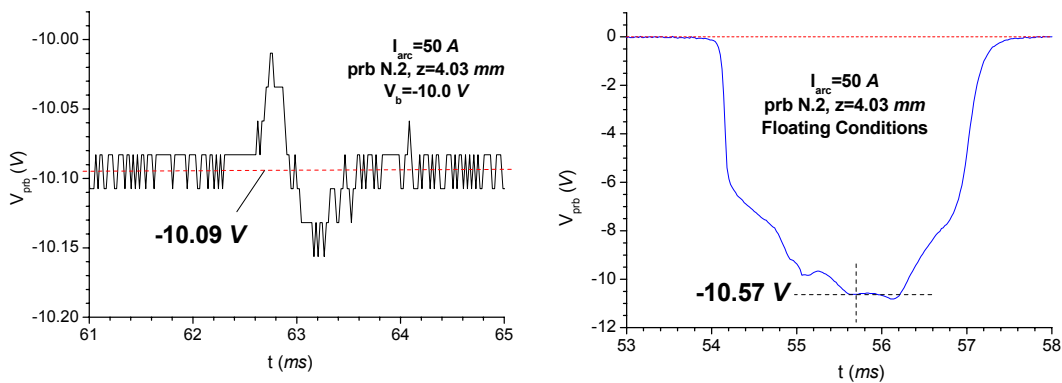 -10.00
-10.05
-10.10
-10.15
-10.20
V_prb (V)
I_arc=50 A
prb N.2, z=4.03 mm
V_b=-10.0 V
-10.09 V
61 62 63 64 65
t (ms)
0
-2
-4
-6
-8
-10
-12
V_prb (V)
I_arc=50 A
prb N.2, z=4.03 mm
Floating Conditions
-10.57 V
53 54 55 56 57 58
t (ms)